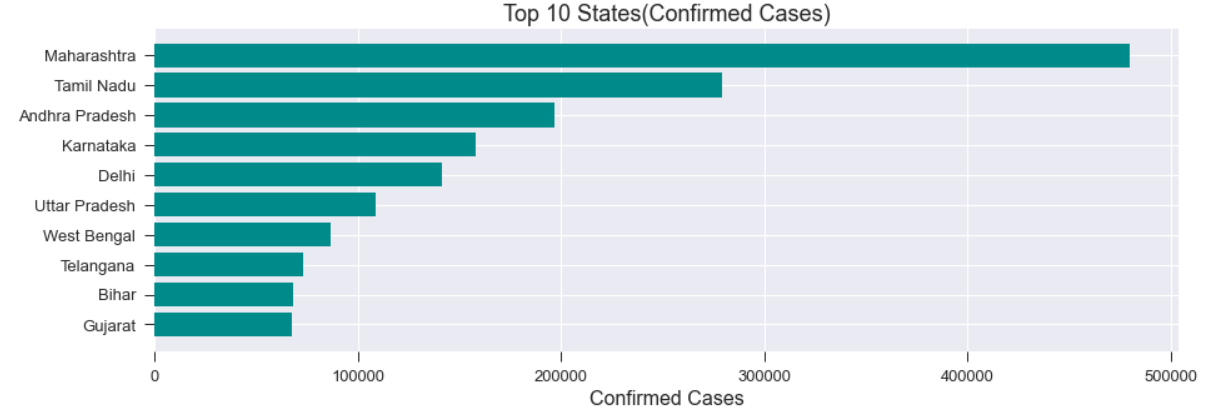 Top 10 States(Confirmed Cases)
Maharashtra
Tamil Nadu
Andhra Pradesh
Karnataka
Delhi
Uttar Pradesh
West Bengal
Telangana
Bihar
Gujarat
0 100000 200000 300000 400000 500000
Confirmed Cases